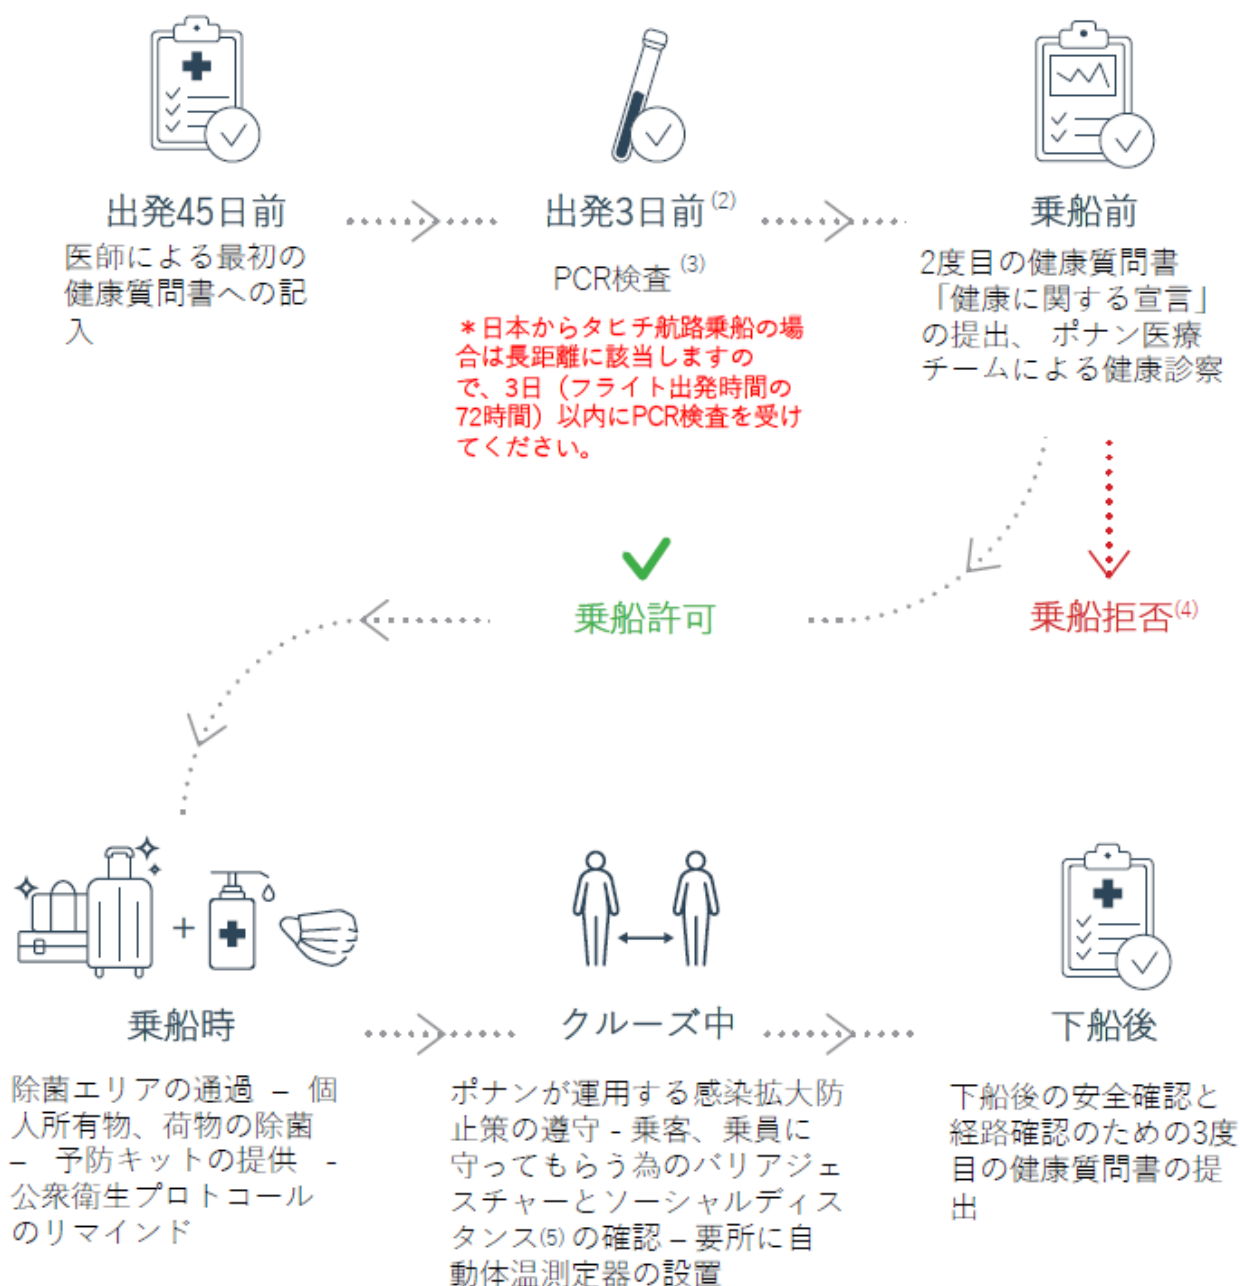 出発45日前
医師による最初の
健康質問書への記
入
出発3日前 (2)
PCR検査 (3)
＊日本からタヒチ航路乗船の場
合は長距離に該当しますの
で、3日（フライト出発時間の
72時間）以内にPCR検査を受け
てください。
乗船前
2度目の健康質問書
「健康に関する宣言」
の提出、 ポナン医療
チームによる健康診察
乗船許可
乗船拒否(4)
乗船時
除菌エリアの通過 – 個
人所有物、荷物の除菌
– 予防キットの提供 -
公衆衛生プロトコール
のリマインド
クルーズ中
ポナンが運用する感染拡大防
止策の遵守 - 乗客、乗員に
守ってもらう為のバリアジェ
スチャーとソーシャルディス
タンス(5) の確認 – 要所に自
動体温測定器の設置
下船後
下船後の安全確認と
経路確認のための3度
目の健康質問書の提
出